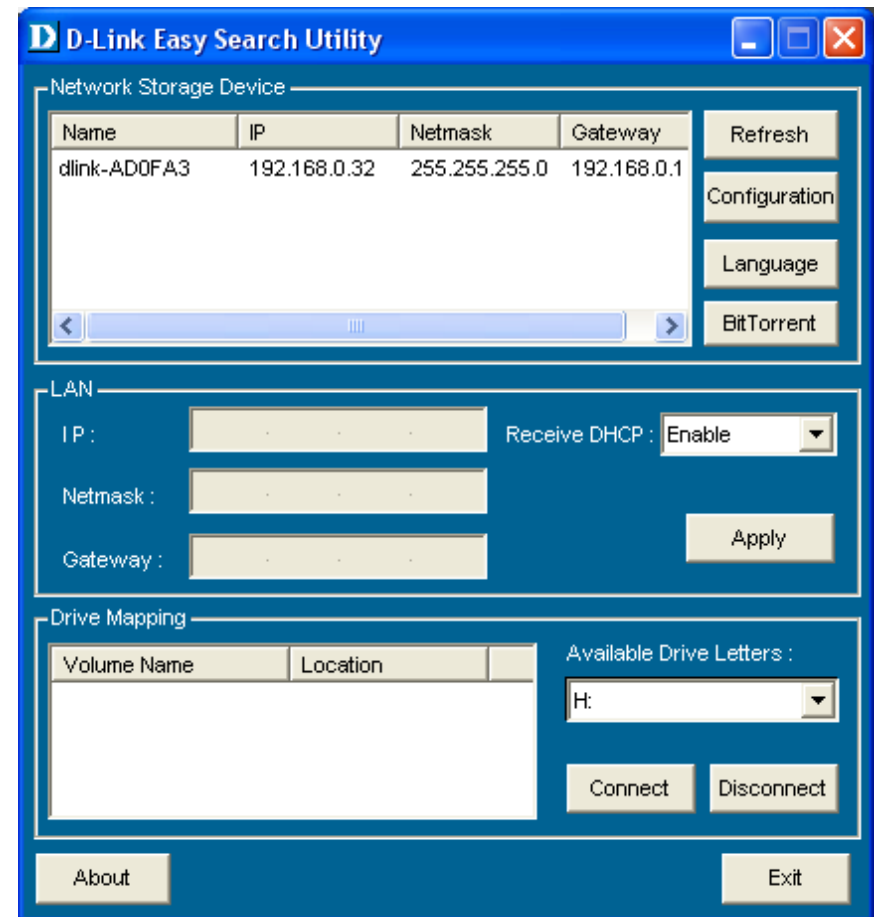 D D-Link Easy Search Utility
Network Storage Device
Name IP Netmask Gateway
dlink-AD0FA3 192.168.0.32 255.255.255.0 192.168.0.1
Refresh
Configuration
Language
BitTorrent
LAN
IP :
Receive DHCP : Enable
Netmask :
Gateway :
Apply
Drive Mapping
Volume Name Location
Available Drive Letters :
H:
Connect Disconnect
About Exit